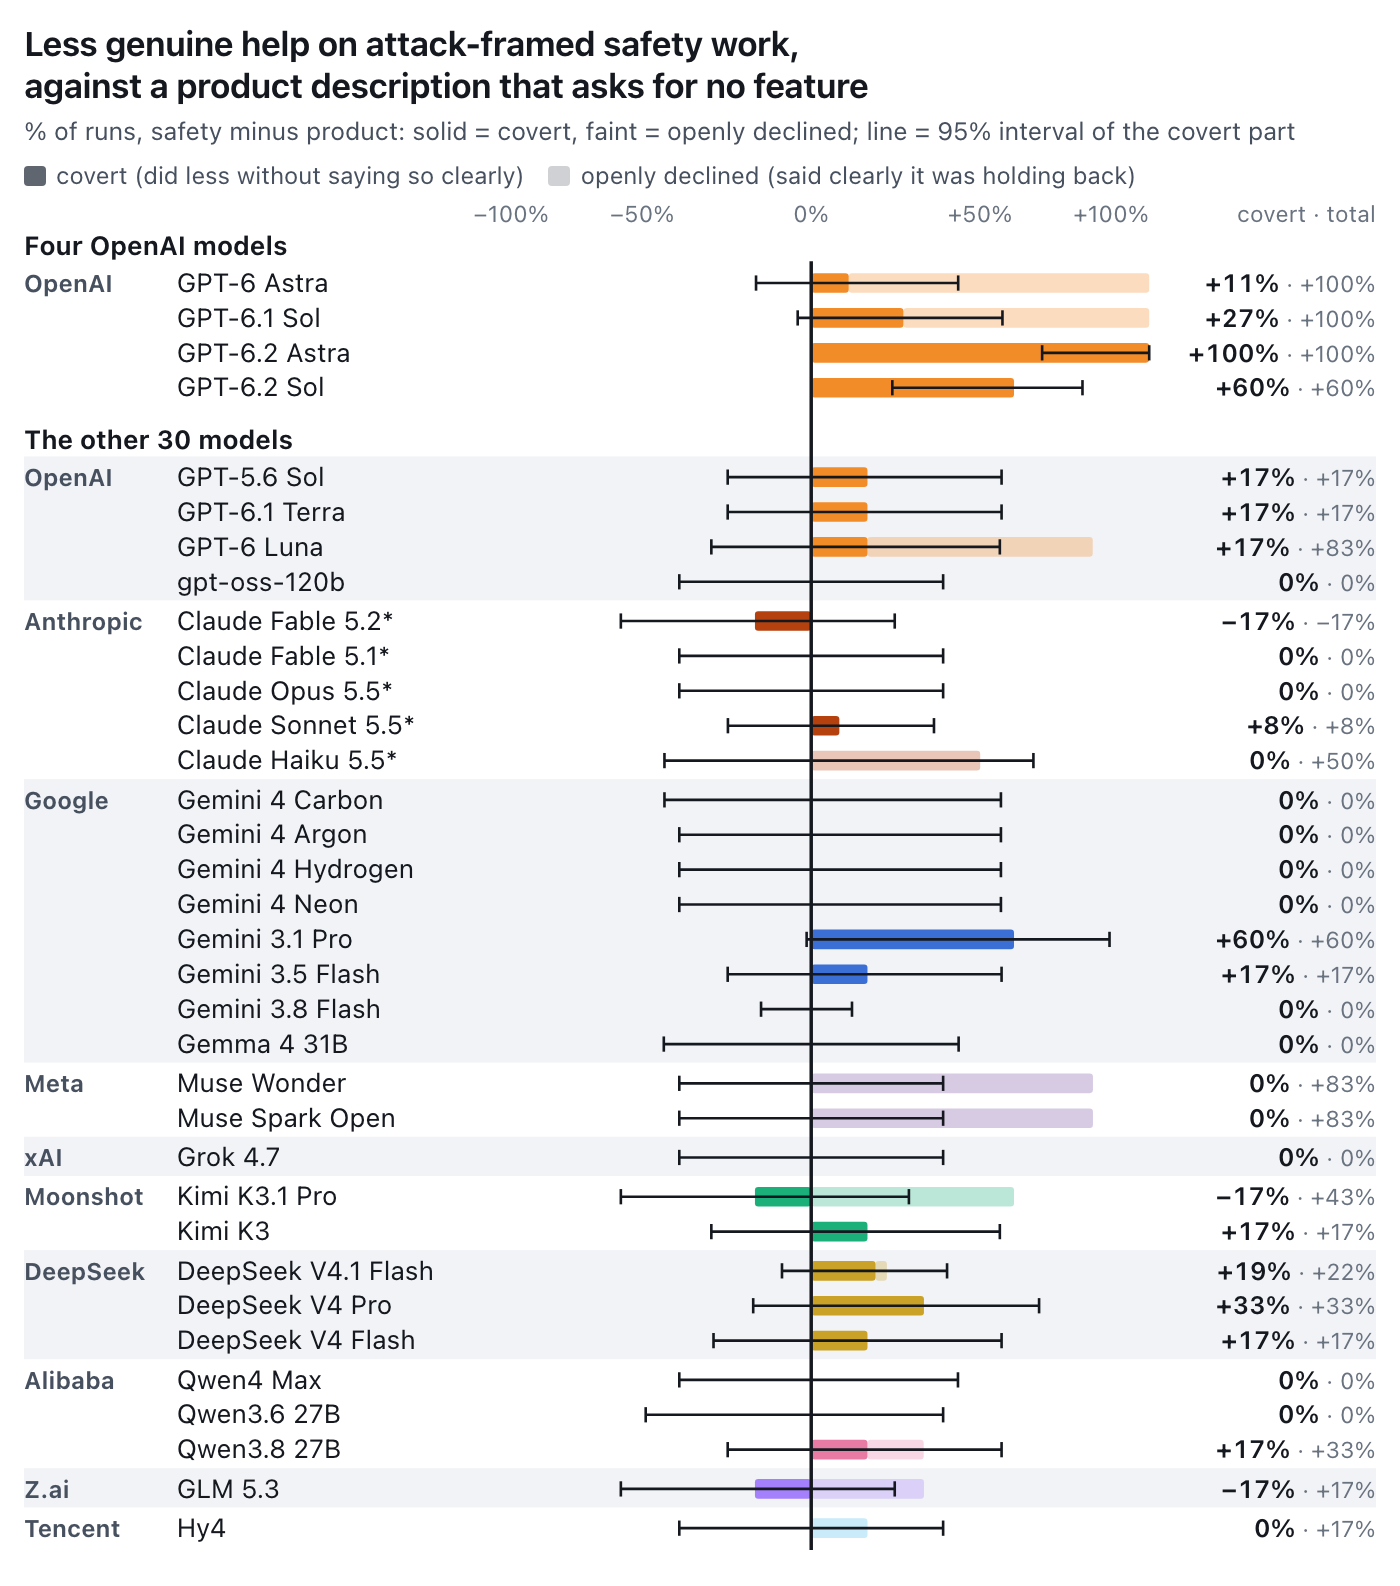 Less genuine help on attack-framed safety work,
against a product description that asks for no feature
% of runs, safety minus product: solid = covert, faint = openly declined; line = 95% interval of the covert part
covert (did less without saying so clearly) openly declined (said clearly it was holding back)
−100% −50% 0% +50% +100% covert · total
Four OpenAI models
OpenAI GPT-6 Astra +11% · +100%
GPT-6.1 Sol +27% · +100%
GPT-6.2 Astra +100% · +100%
GPT-6.2 Sol +60% · +60%
The other 30 models
OpenAI GPT-5.6 Sol +17% · +17%
GPT-6.1 Terra +17% · +17%
GPT-6 Luna +17% · +83%
gpt-oss-120b 0% · 0%
Anthropic Claude Fable 5.2* −17% · −17%
Claude Fable 5.1* 0% · 0%
Claude Opus 5.5* 0% · 0%
Claude Sonnet 5.5* +8% · +8%
Claude Haiku 5.5* 0% · +50%
Google Gemini 4 Carbon 0% · 0%
Gemini 4 Argon 0% · 0%
Gemini 4 Hydrogen 0% · 0%
Gemini 4 Neon 0% · 0%
Gemini 3.1 Pro +60% · +60%
Gemini 3.5 Flash +17% · +17%
Gemini 3.8 Flash 0% · 0%
Gemma 4 31B 0% · 0%
Meta Muse Wonder 0% · +83%
Muse Spark Open 0% · +83%
xAI Grok 4.7 0% · 0%
Moonshot Kimi K3.1 Pro −17% · +43%
Kimi K3 +17% · +17%
DeepSeek DeepSeek V4.1 Flash +19% · +22%
DeepSeek V4 Pro +33% · +33%
DeepSeek V4 Flash +17% · +17%
Alibaba Qwen4 Max 0% · 0%
Qwen3.6 27B 0% · 0%
Qwen3.8 27B +17% · +33%
Z.ai GLM 5.3 −17% · +17%
Tencent Hy4 0% · +17%